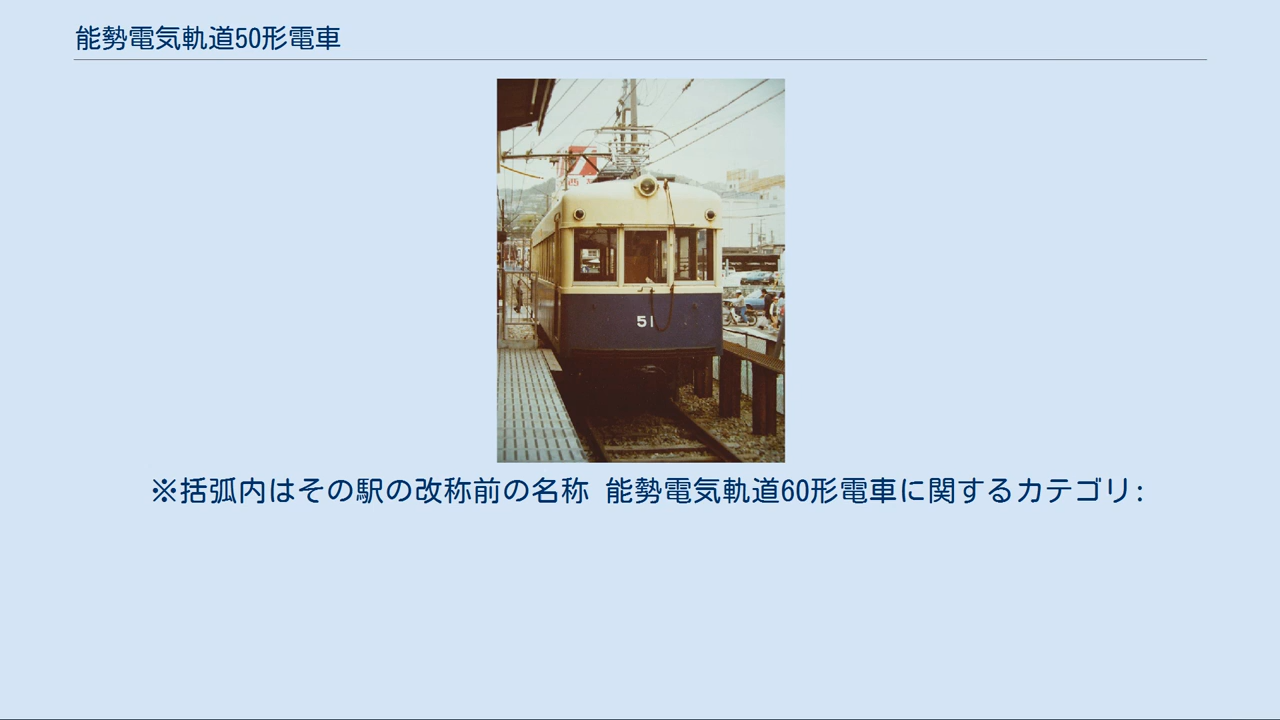 能勢電気軌道50形電車
51
※括弧内はその駅の改称前の名称 能勢電気軌道60形電車に関するカテゴリ: